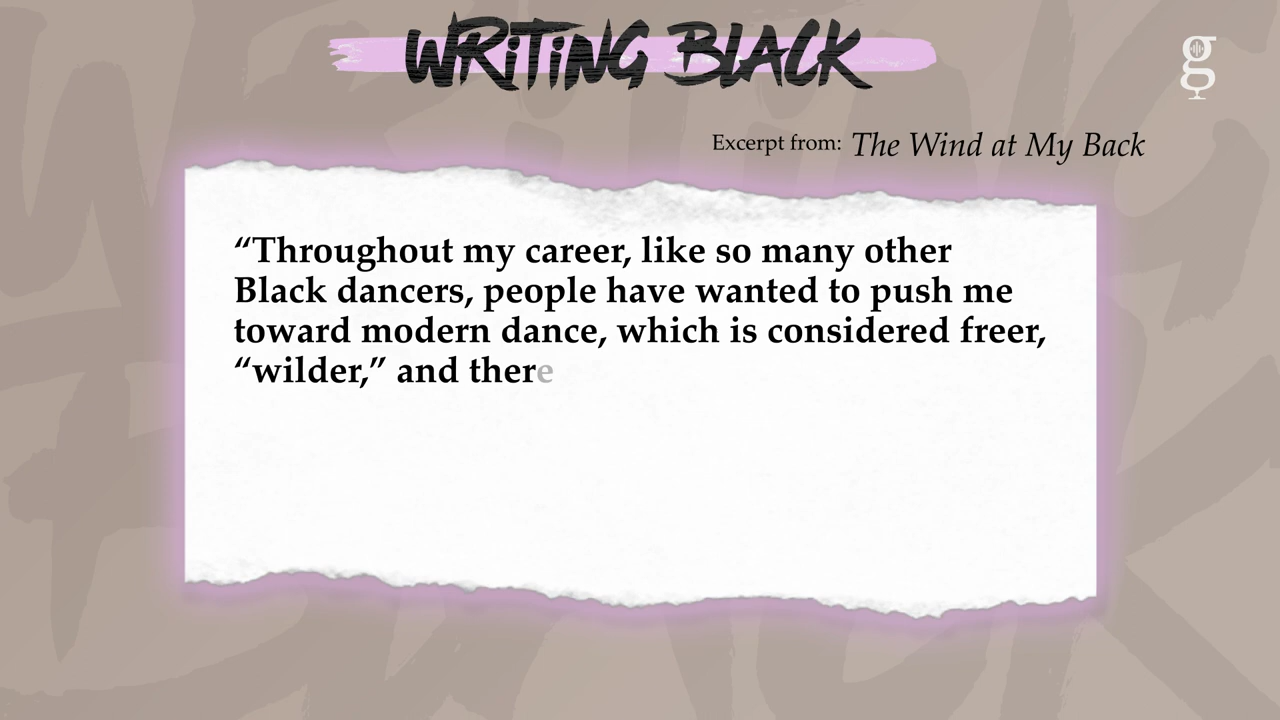 WRiTiNG BLACK
g
Excerpt from: The Wind at My Back
“Throughout my career, like so many other
Black dancers, people have wanted to push me
toward modern dance, which is considered freer,
“wilder,” and there